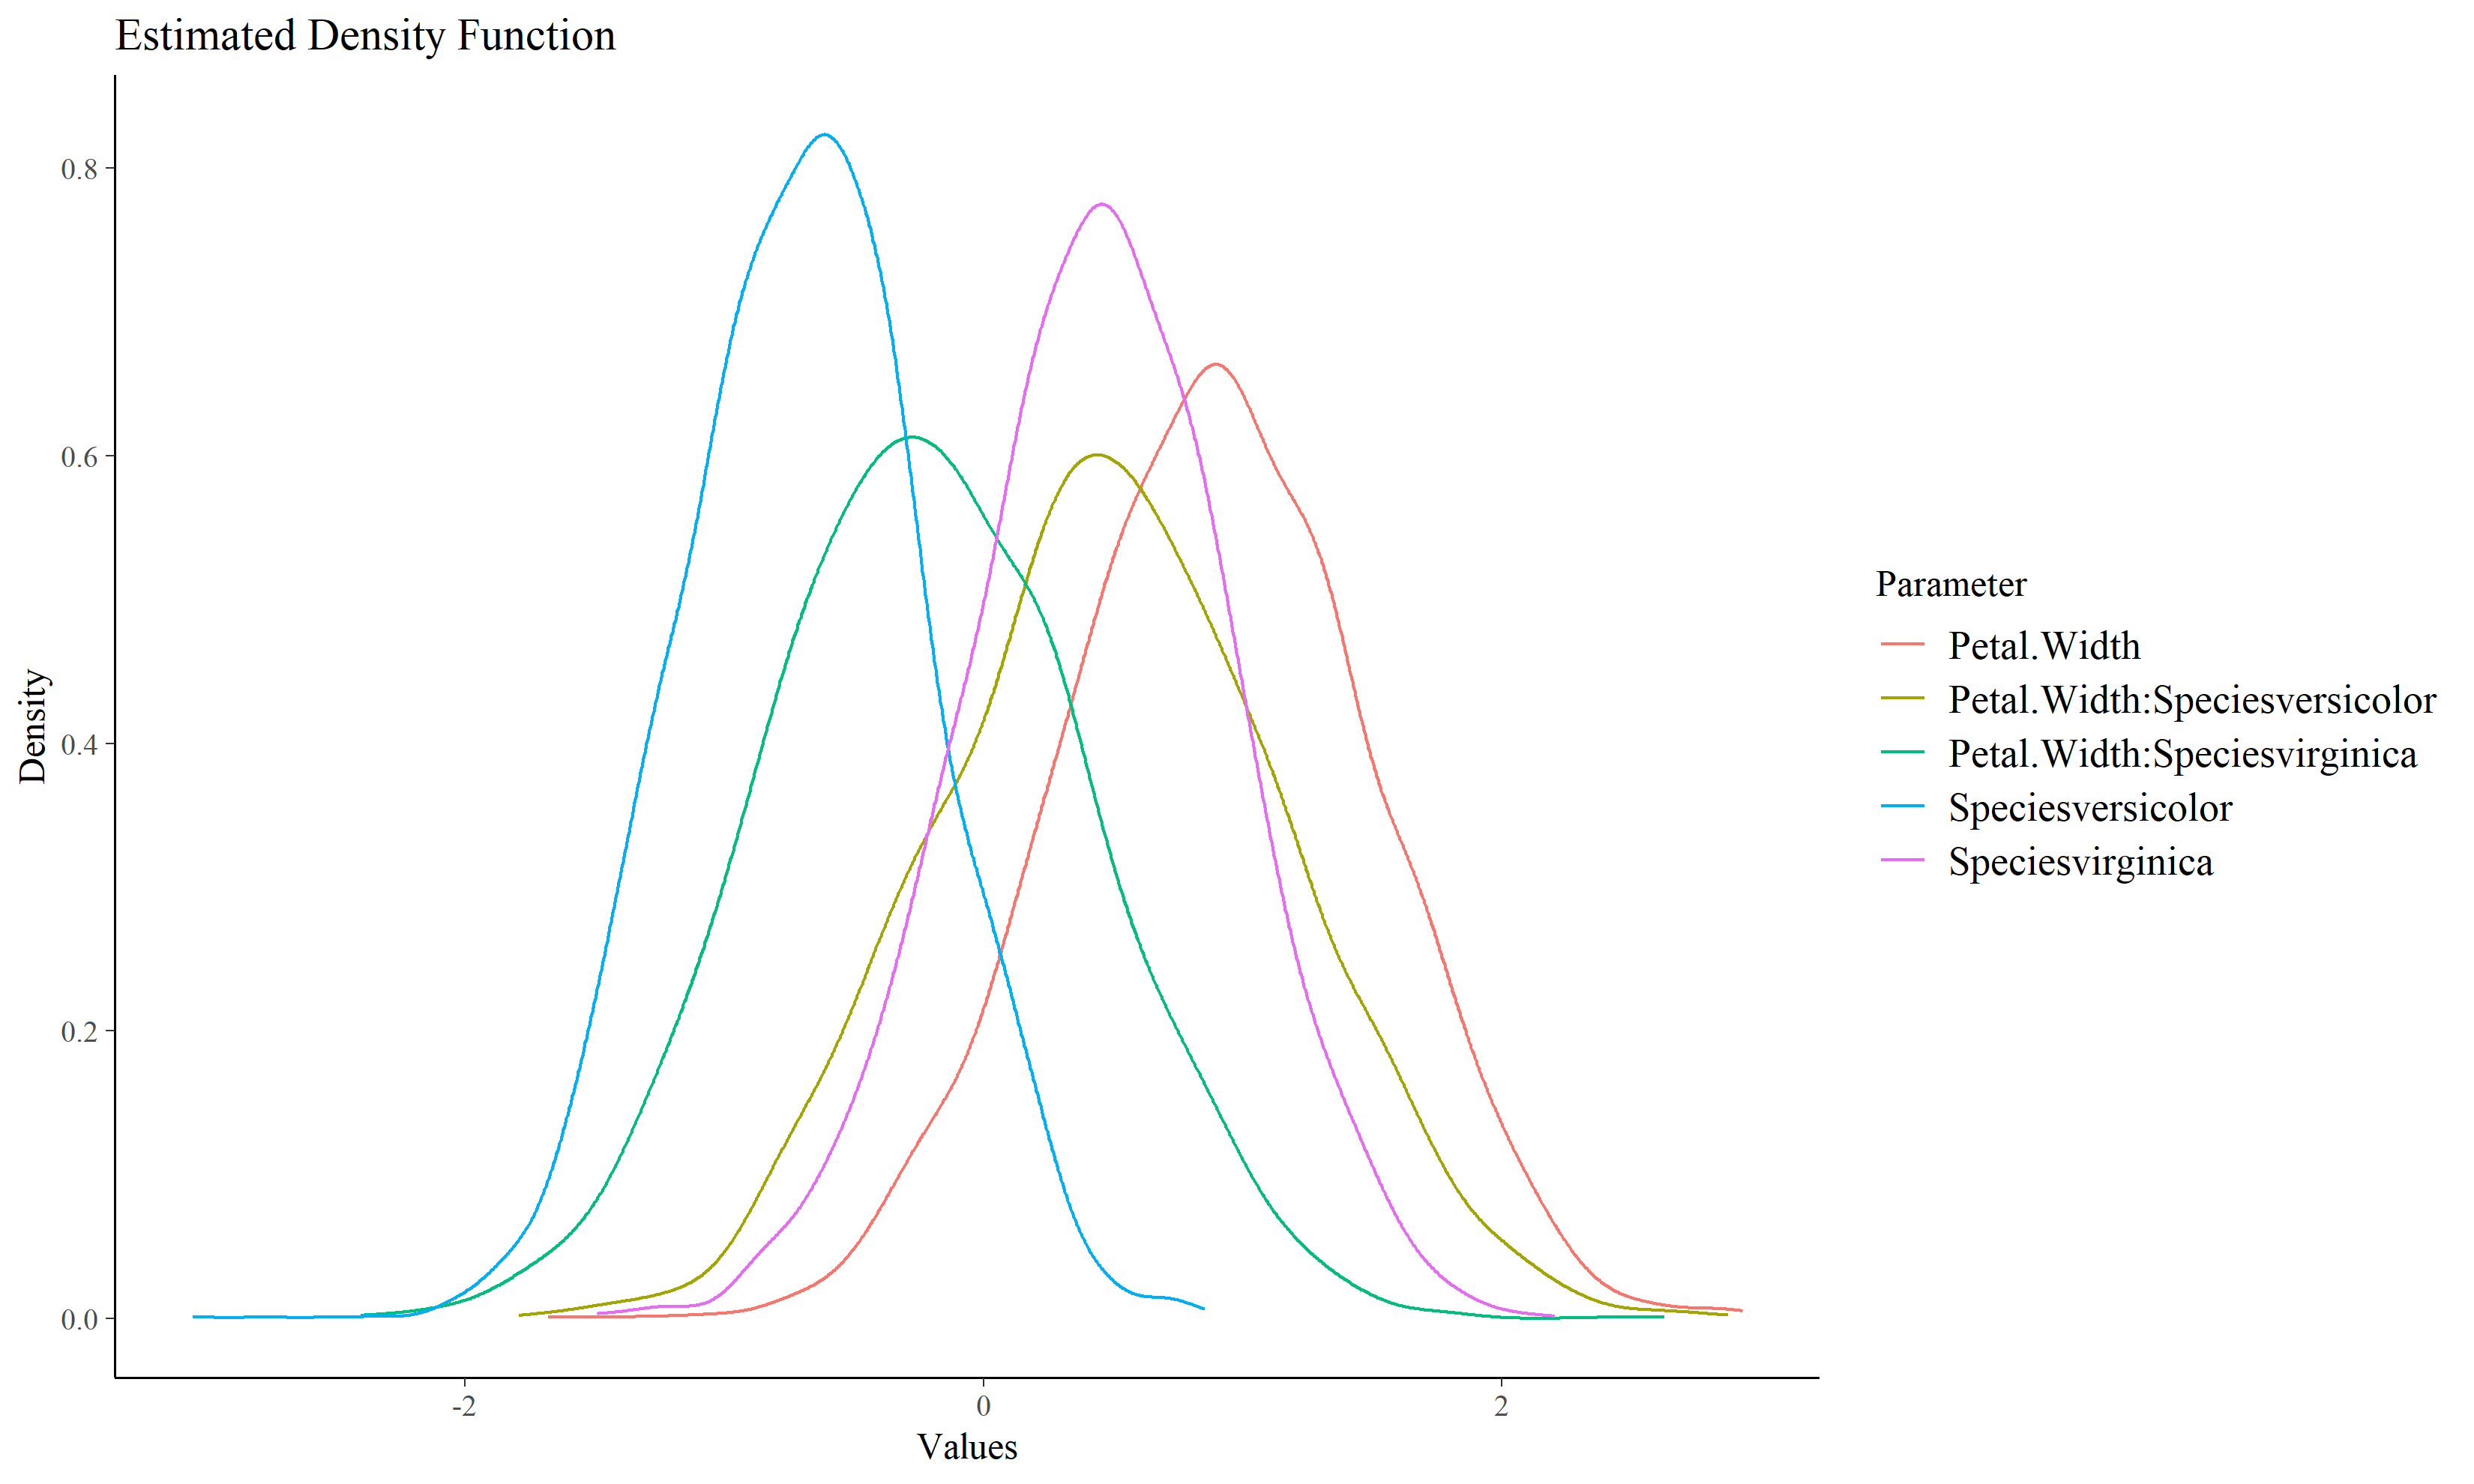 Estimated Density Function
0.8
0.6
0.4
0.2
0.0
Density
-2
0
2
Values
Parameter
Petal.Width
Petal.Width:Speciesversicolor
Petal.Width:Speciesvirginica
Speciesversicolor
Speciesvirginica